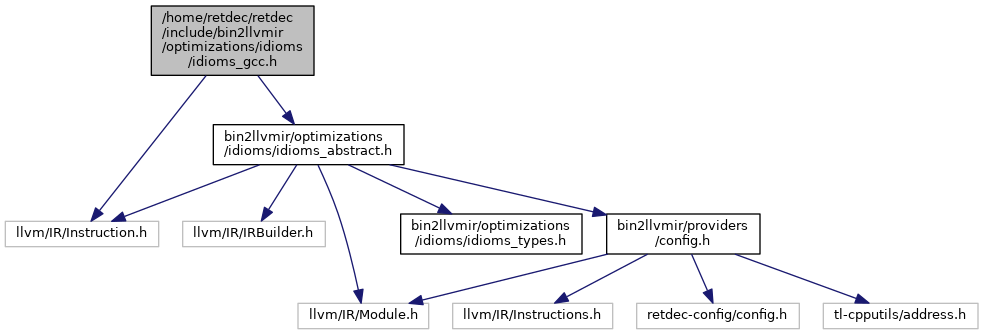 /home/retdec/retdec
/include/bin2llvmir
/optimizations/idioms
/idioms_gcc.h
bin2llvmir/optimizations
/idioms/idioms_abstract.h
llvm/IR/Instruction.h
llvm/IR/IRBuilder.h
bin2llvmir/optimizations
/idioms/idioms_types.h
bin2llvmir/providers
/config.h
llvm/IR/Module.h
llvm/IR/Instructions.h
retdec-config/config.h
tl-cpputils/address.h